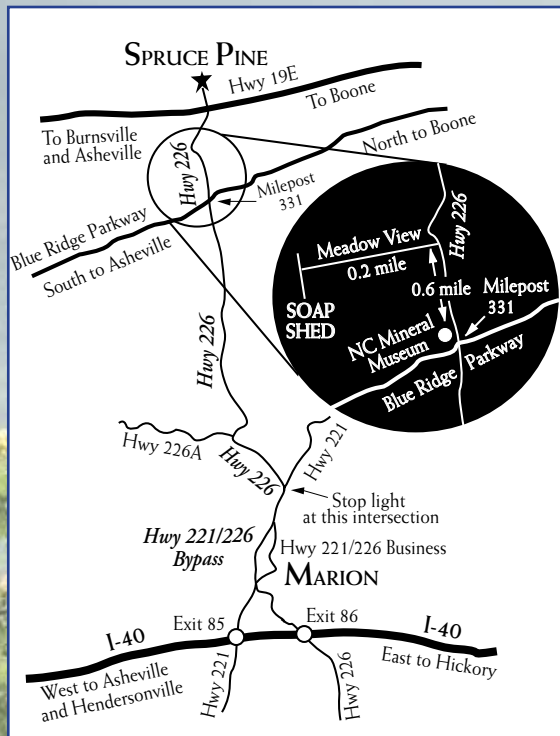 SPRUCE PINE
Hwy 19E
To Boone
To Burnsville
and Asheville
Hwy 226
North to Boone
Milepost
331
Blue Ridge Parkway
South to Asheville
Hwy 226
Meadow View
0.2 mile
Hwy 226
SOAP
SHED
0.6 mile
Milepost
331
NC Mineral
Museum
Blue Ridge Parkway
Hwy 226
Hwy 226A
Hwy 226
Hwy 221
Stop light
at this intersection
Hwy 221/226
Bypass
Hwy 221/226 Business
MARION
Exit 85
Exit 86
I-40
I-40
West to Asheville
and Hendersonville
East to Hickory
Hwy 221
Hwy 226